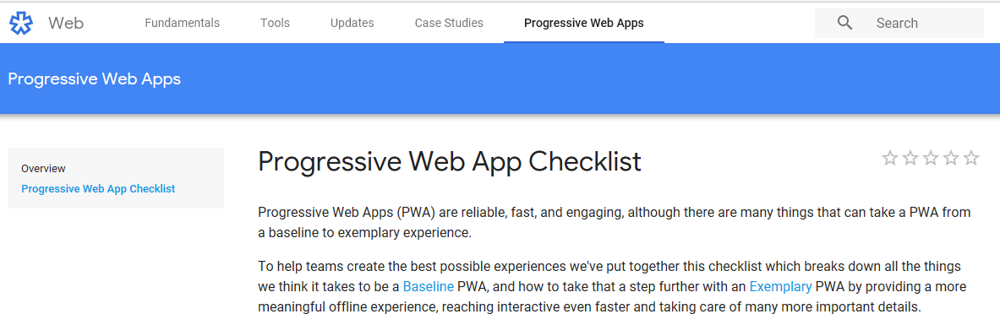 Web Fundamentals Tools Updates Case Studies Progressive Web Apps Search
Progressive Web Apps
Overview
Progressive Web App Checklist
Progressive Web App Checklist
Progressive Web Apps (PWA) are reliable, fast, and engaging, although there are many things that can take a PWA from
a baseline to exemplary experience.
To help teams create the best possible experiences we've put together this checklist which breaks down all the things
we think it takes to be a Baseline PWA, and how to take that a step further with an Exemplary PWA by providing a more
meaningful offline experience, reaching interactive even faster and taking care of many more important details.